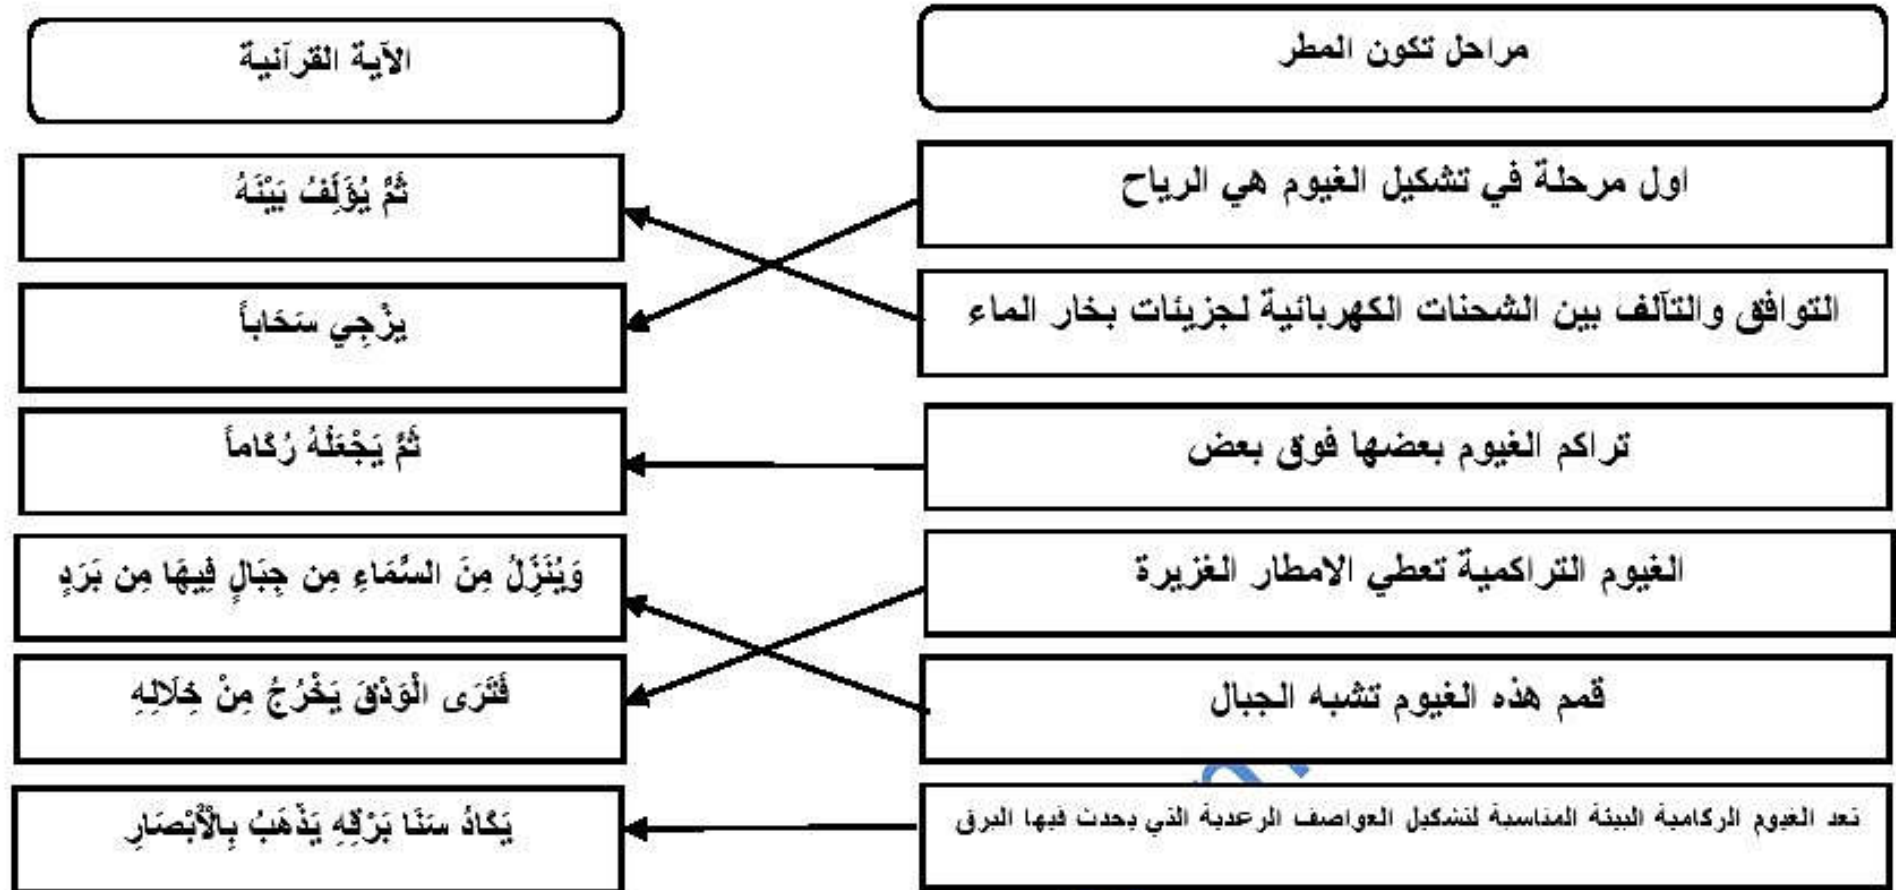 مراحل تكون المطر
الآية القرآنية
اول مرحلة في تشكيل الغيوم هي الرياح
ثُمَّ يُؤَلِّفُ بَيْنَهُ
التوافق والتآلف بين الشحنات الكهربائية لجزيئات بخار الماء
يُزْجِي سَحَاباً
تراكم الغيوم بعضها فوق بعض
ثُمَّ يَجْعَلُهُ رُكَاماً
الغيوم التراكمية تعطي الامطار الغزيرة
وَيُنَزِّلُ مِنَ السَّمَاءِ مِن جِبَالٍ فِيهَا مِن بَرَدٍ
قمم هذه الغيوم تشبه الجبال
فَتَرَى الْوَدْقَ يَخْرُجُ مِنْ خِلَالِهِ
تعد الغيوم الركامية البيئة المناسبة لتشكيل العواصف الرعدية التي يحدث فيها البرق
يَكَادُ سَنَا بَرْقِهِ يَذْهَبُ بِالْأَبْصَارِ